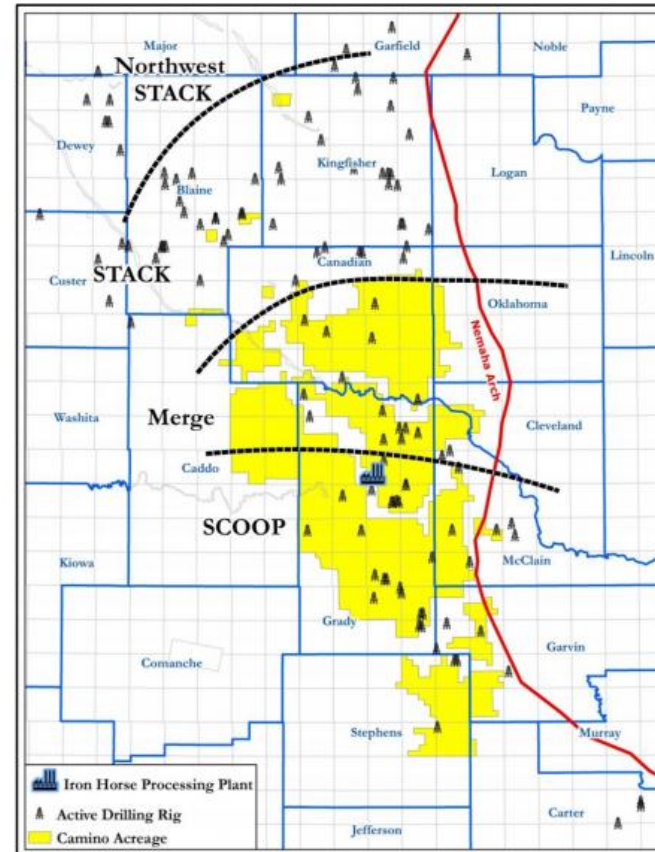 Major
Garfield
Noble
Northwest
STACK
Payne
Dewey
Kingfisher
Logan
Blaine
Lincoln
STACK
Canadian
Custer
Oklahoma
Nemaha Arch
Washita
Merge
Cleveland
Caddo
SCOOP
Kiowa
McClain
Grady
Comanche
Garvin
Stephens
Murray
Iron Horse Processing Plant
Active Drilling Rig
Camino Acreage
Jefferson
Carter